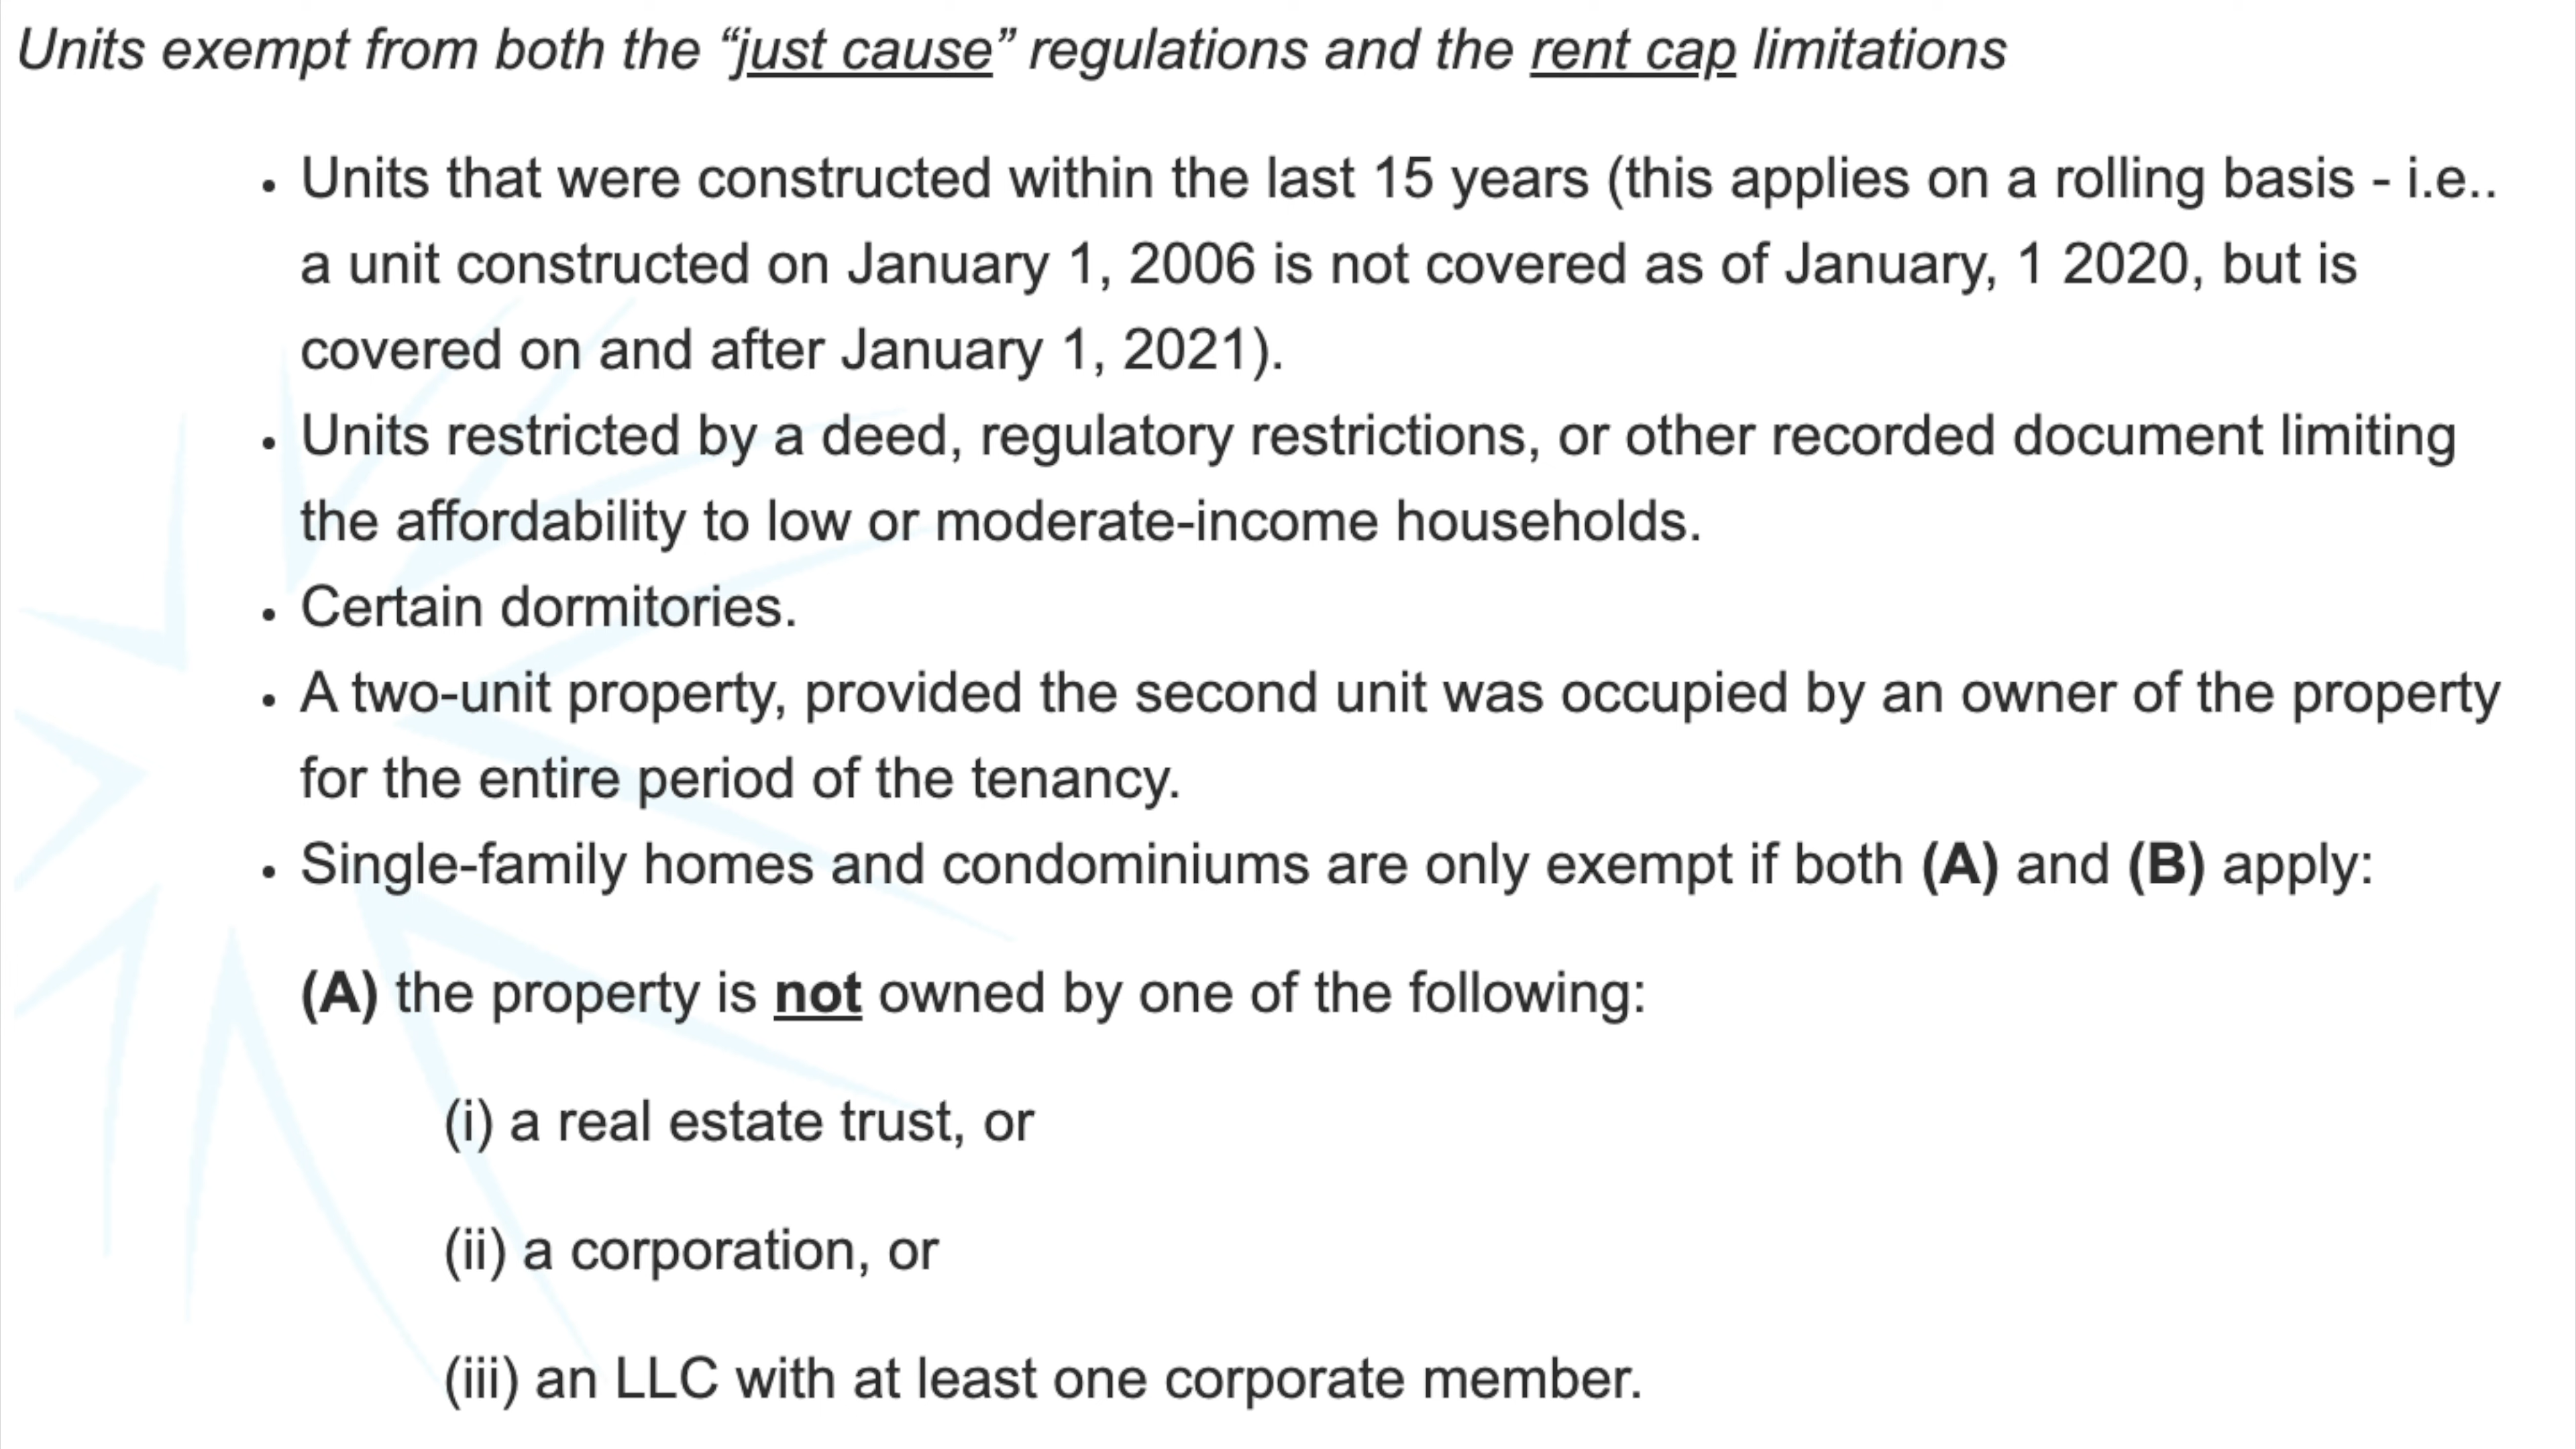 Units exempt from both the “just cause” regulations and the rent cap limitations
• Units that were constructed within the last 15 years (this applies on a rolling basis - i.e..
a unit constructed on January 1, 2006 is not covered as of January, 1 2020, but is
covered on and after January 1, 2021).
• Units restricted by a deed, regulatory restrictions, or other recorded document limiting
the affordability to low or moderate-income households.
• Certain dormitories.
• A two-unit property, provided the second unit was occupied by an owner of the property
for the entire period of the tenancy.
• Single-family homes and condominiums are only exempt if both (A) and (B) apply:
(A) the property is not owned by one of the following:
(i) a real estate trust, or
(ii) a corporation, or
(iii) an LLC with at least one corporate member.